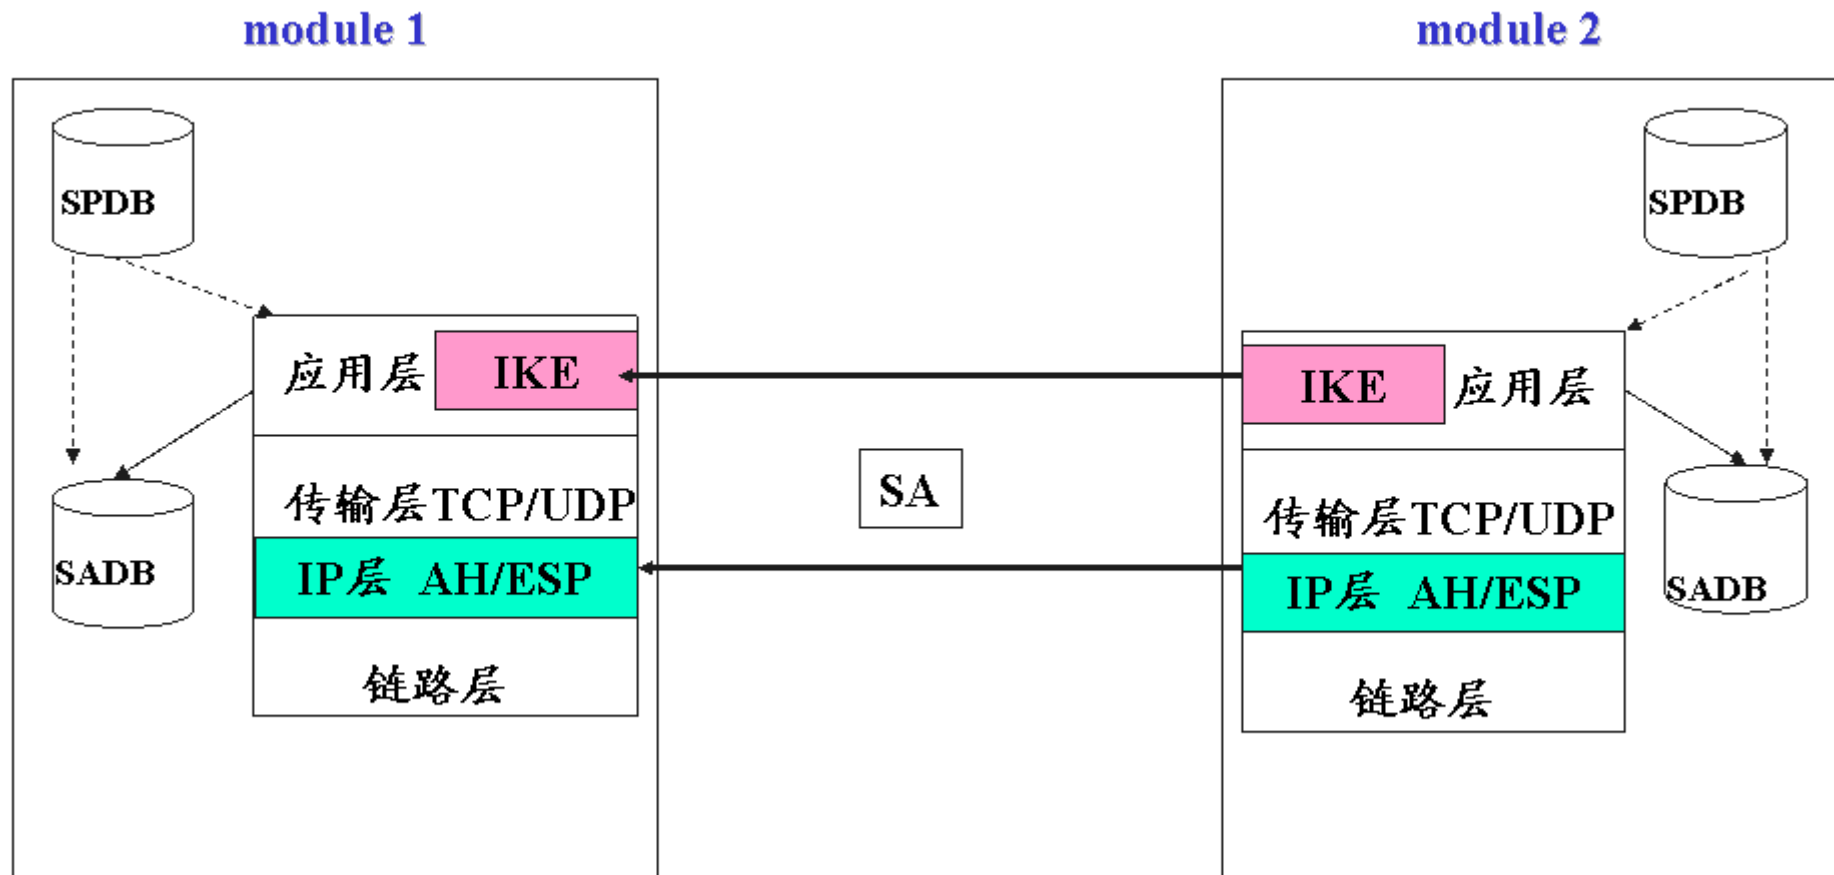 module 1
module 2
SPDB
SPDB
应用层 IKE
IKE 应用层
SA
传输层TCP/UDP
传输层TCP/UDP
SADB
IP层 AH/ESP
IP层 AH/ESP
SADB
链路层
链路层